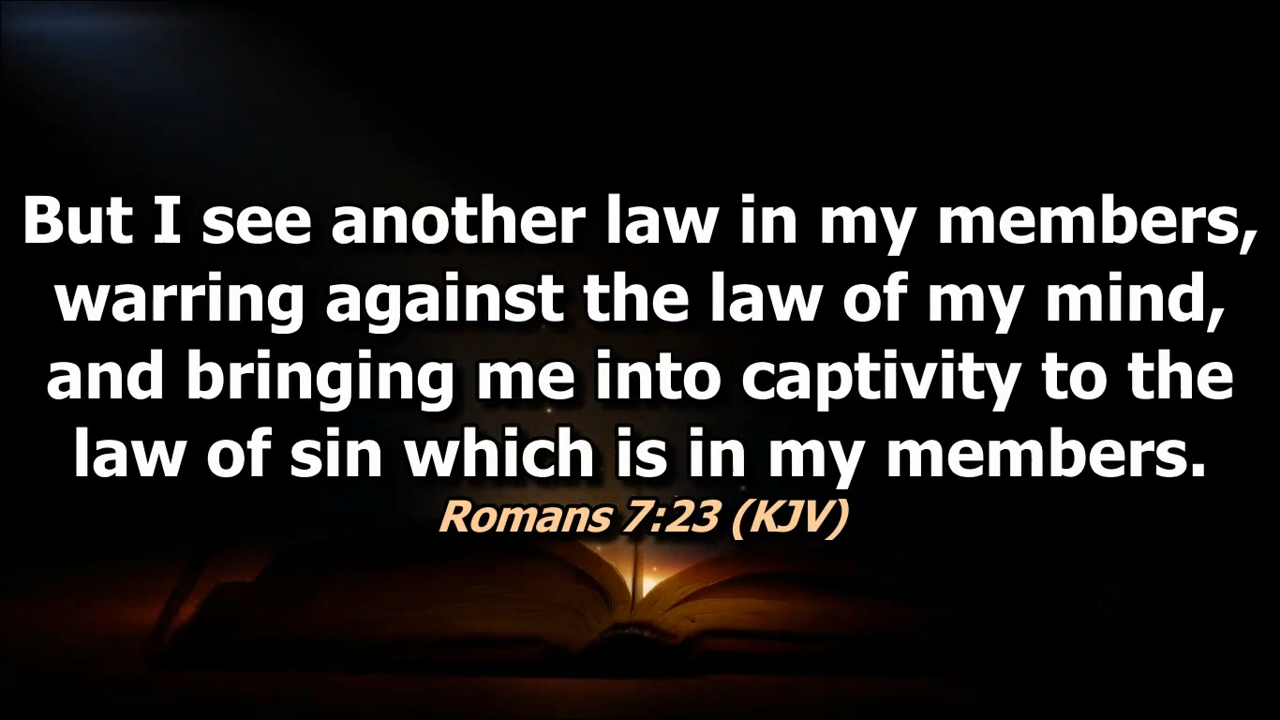 But I see another law in my members,
warring against the law of my mind,
and bringing me into captivity to the
law of sin which is in my members.
Romans 7:23 (KJV)